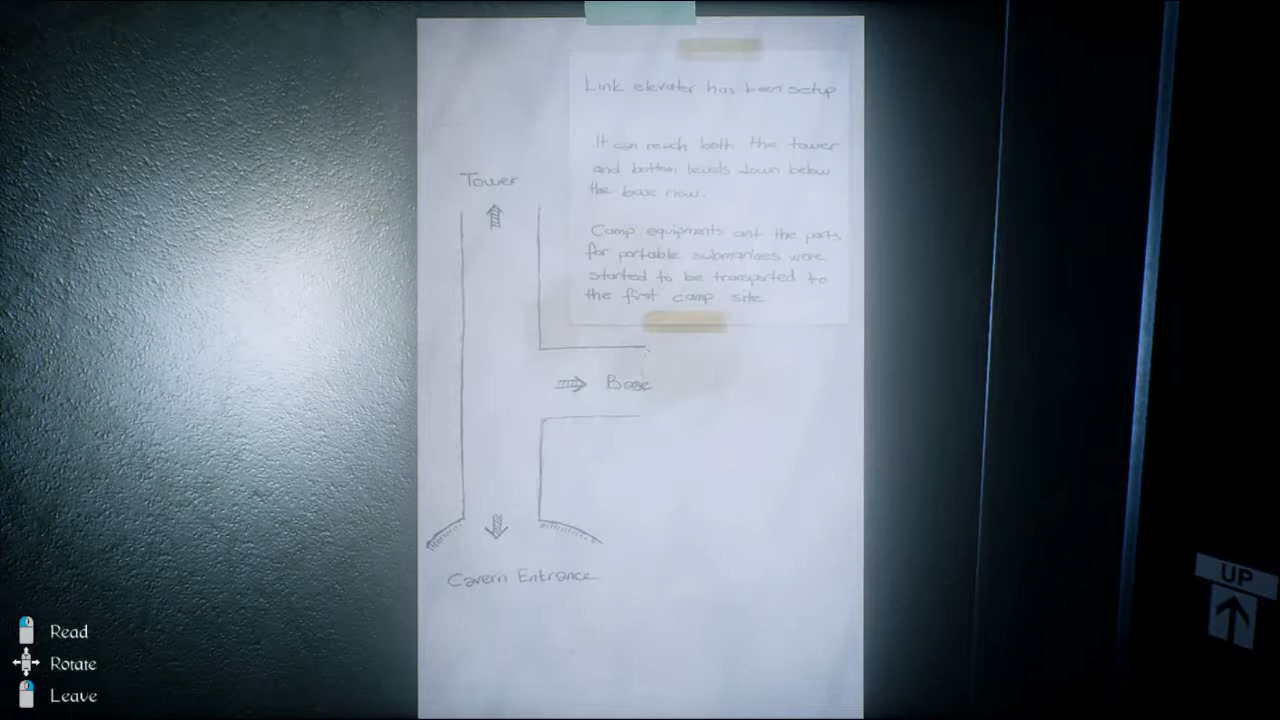 Link elevator has been setup
It can reach both the tower
and bottom levels down below
the base now.
Camp equipments and the parts
for portable submarines were
started to be transported to
the first camp site
Tower
Base
Cavern Entrance
UP
Read
Rotate
Leave